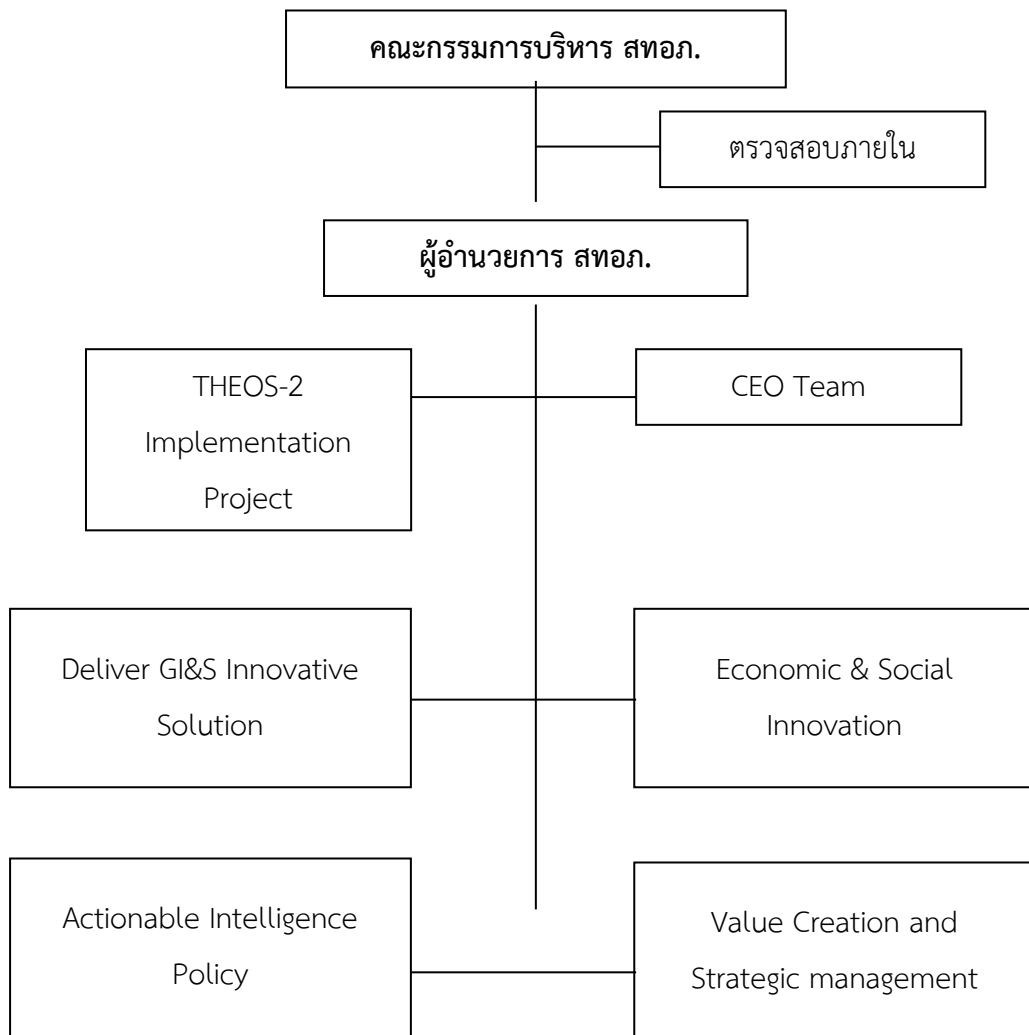 คณะกรรมการบริหาร สทอภ.
ตรวจสอบภายใน
ผู้อำนวยการ สทอภ.
THEOS-2
Implementation
Project
CEO Team
Deliver GI&S Innovative
Solution
Economic & Social
Innovation
Actionable Intelligence
Policy
Value Creation and
Strategic management